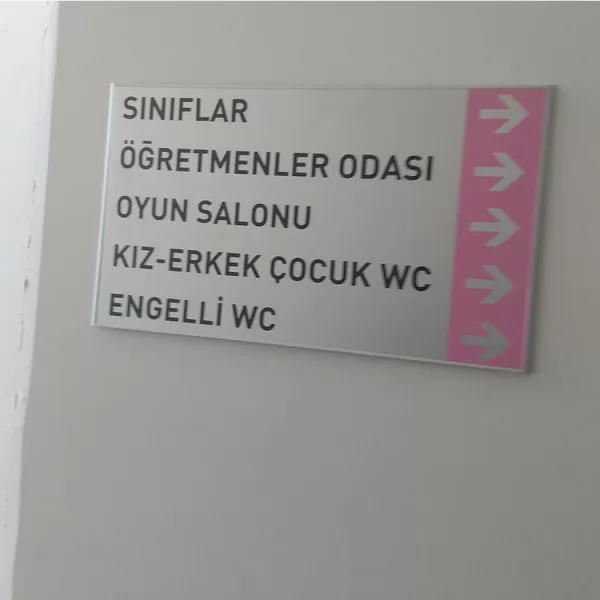 SINIFLAR
ÖĞRETMENLER ODASI
OYUN SALONU
KIZ-ERKEK ÇOCUK WC
ENGELLİ WC